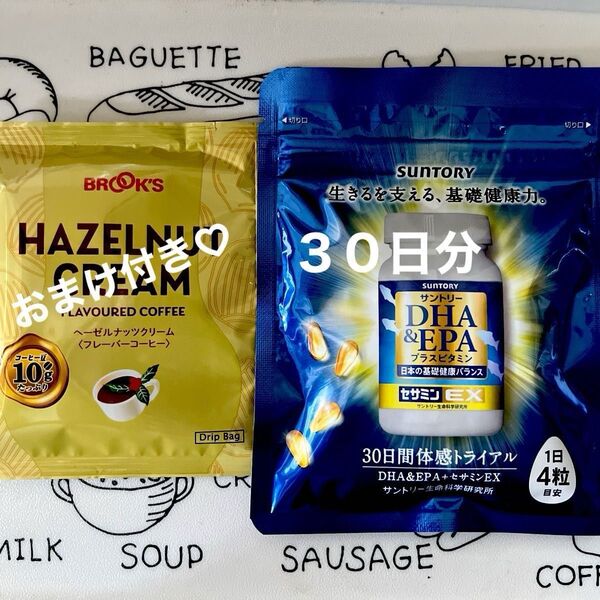 BAGUETTE
FRIED
BROOK'S
HAZELNUT
CREAM
FLAVOURED COFFEE
ヘーゼルナッツクリーム
〈フレーバーコーヒー〉
コーヒー豆
10g
たっぷり
Drip Bag
おまけ付き♡
切り口
切り口
SUNTORY
生きるを支える、基礎健康力。
３０日分
SUNTORY
サントリー
DHA
&EPA
プラスビタミン
日本の基礎健康バランス
セサミンEX
サントリー生命科学研究所
30日間体感トライアル
DHA&EPA+セサミンEX
サントリー生命科学研究所
1日
4粒
目安
MILK
SOUP
SAUSAGE